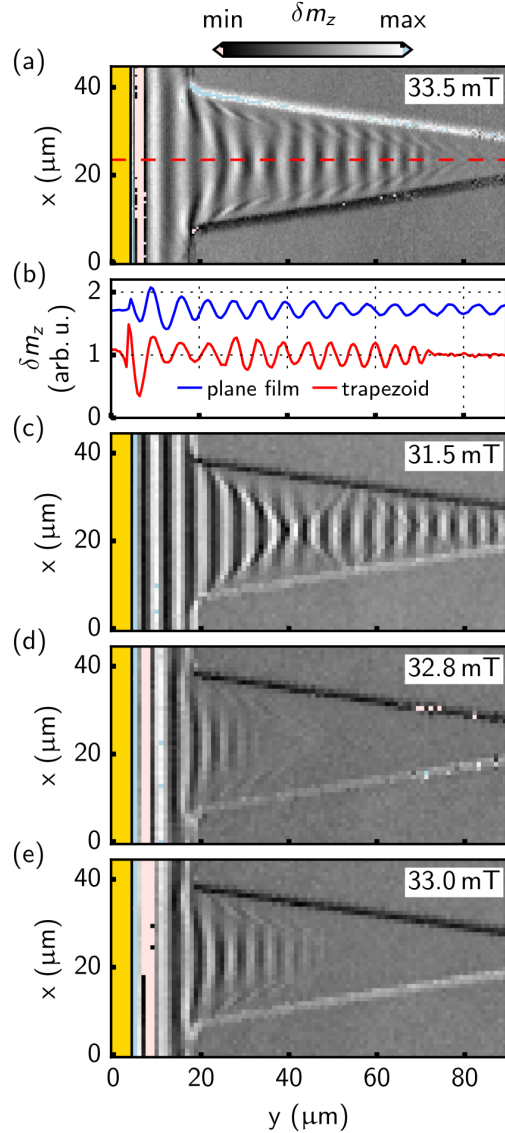 min δm_z max
(a)
33.5 mT
x (μm)
40
20
0
(b)
δm_z
(arb. u.)
2
1
0
plane film trapezoid
(c)
31.5 mT
x (μm)
40
20
0
(d)
32.8 mT
x (μm)
40
20
0
(e)
33.0 mT
x (μm)
40
20
0
0 20 40 60 80
y (μm)